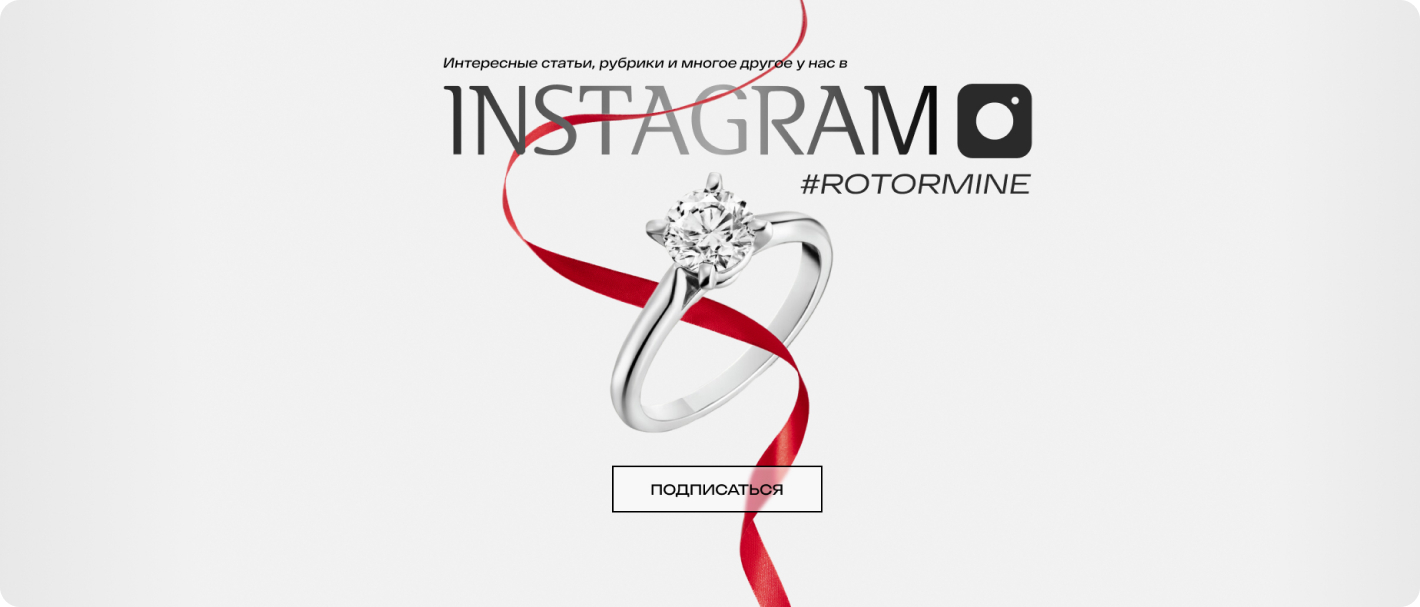 Интересные статьи, рубрики и многое другое у нас в
INSTAGRAM
#ROTORMINE
ПОДПИСАТЬСЯ